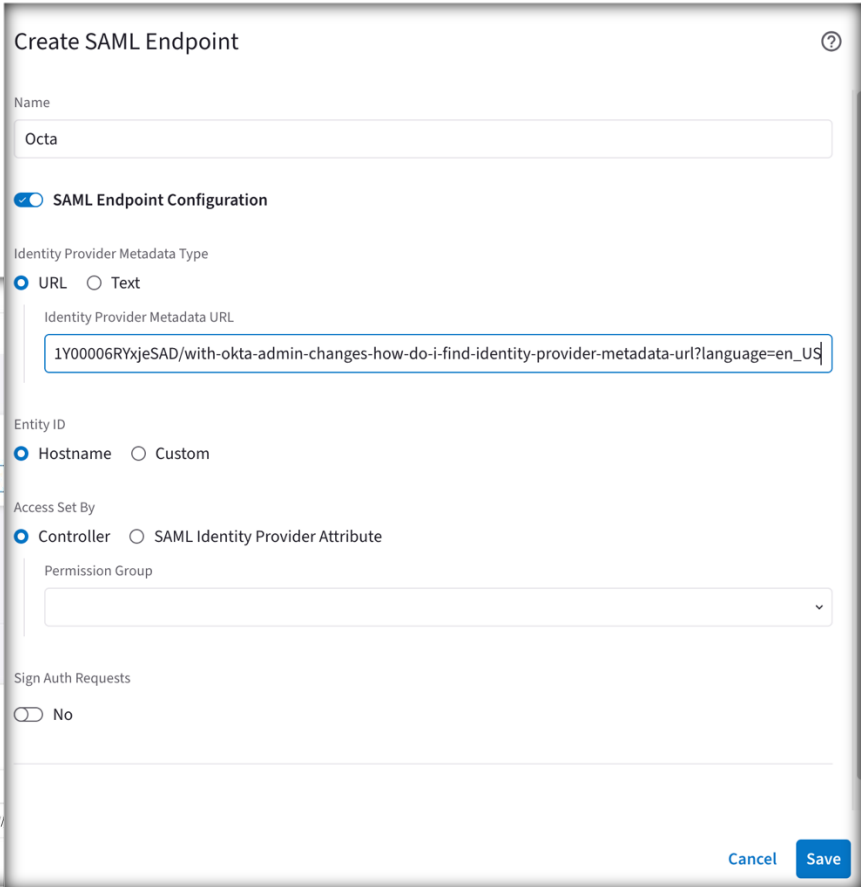 Create SAML Endpoint
Name
Octa
SAML Endpoint Configuration
Identity Provider Metadata Type
URL Text
Identity Provider Metadata URL
1Y00006RYxjeSAD/with-okta-admin-changes-how-do-i-find-identity-provider-metadata-url?language=en_US
Entity ID
Hostname Custom
Access Set By
Controller SAML Identity Provider Attribute
Permission Group
Sign Auth Requests
No
Cancel Save